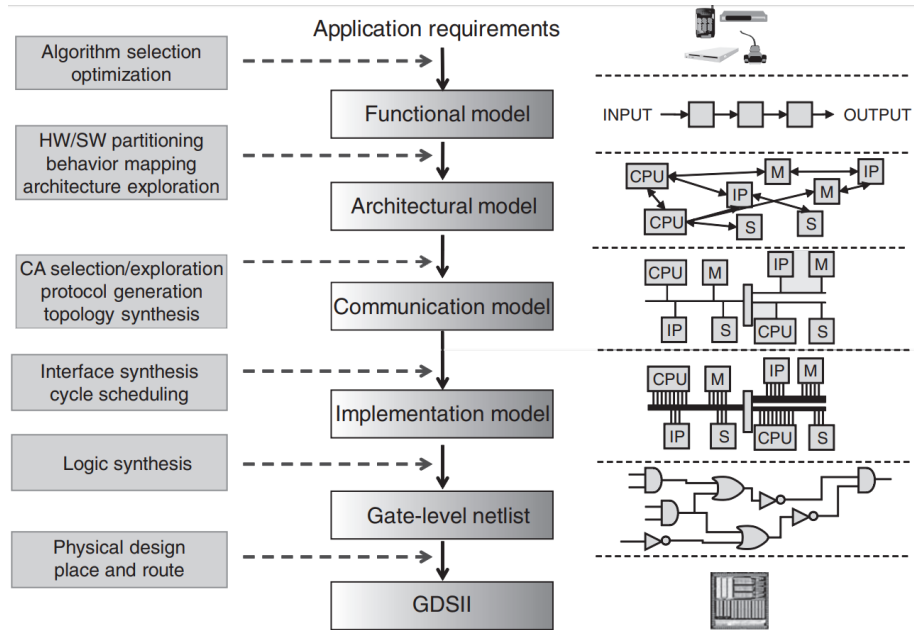 Application requirements
Algorithm selection
optimization
Functional model
INPUT
OUTPUT
HW/SW partitioning
behavior mapping
architecture exploration
CPU
M
IP
IP
M
CPU
S
S
Architectural model
CA selection/exploration
protocol generation
topology synthesis
CPU
M
IP
M
IP
S
CPU
S
Communication model
Interface synthesis
cycle scheduling
CPU
M
IP
M
IP
S
CPU
S
Implementation model
Logic synthesis
Gate-level netlist
Physical design
place and route
GDSII